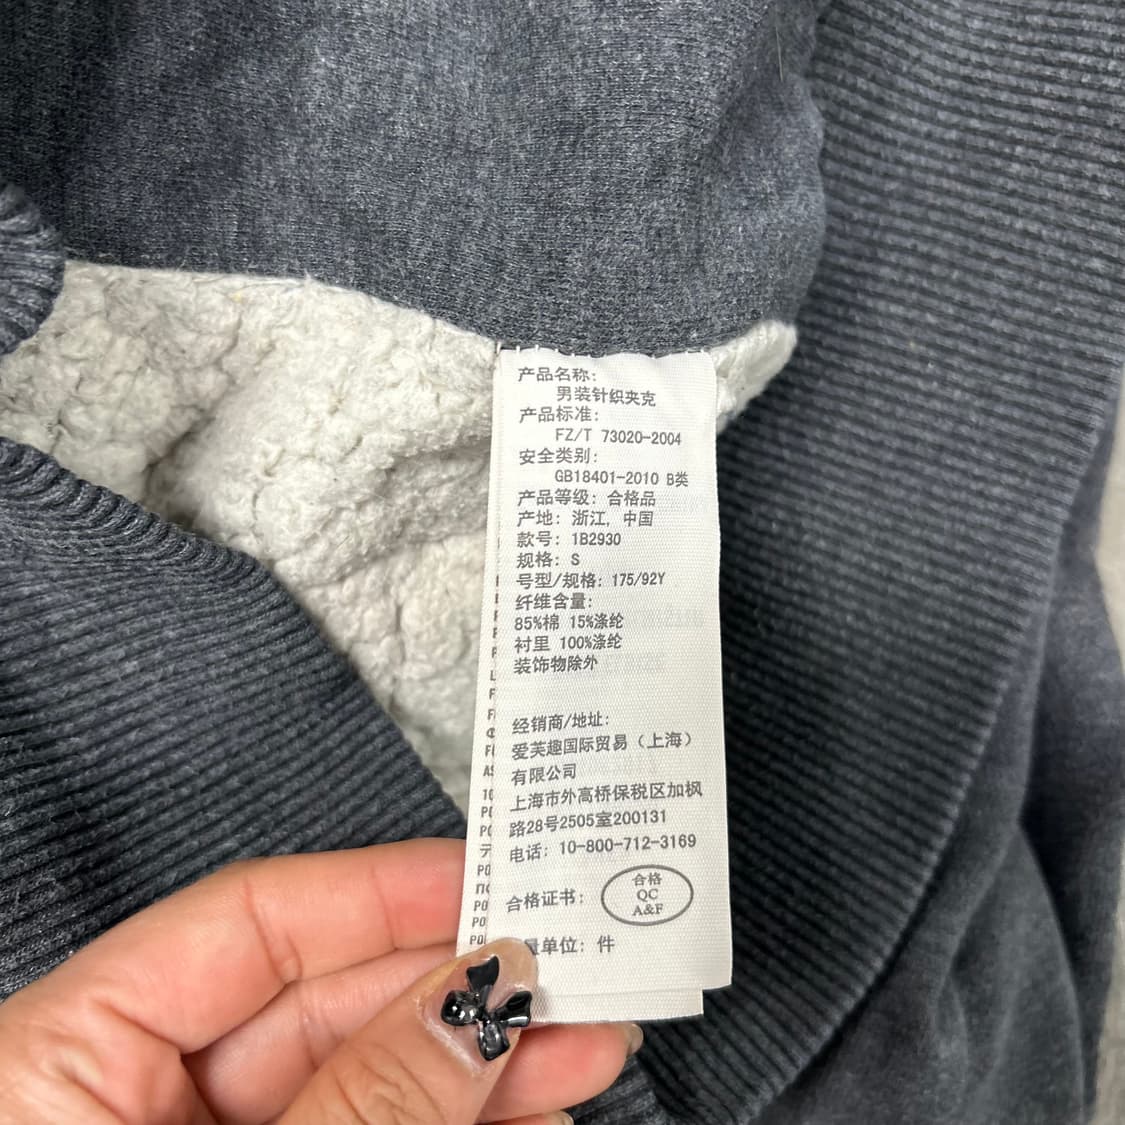 产品名称:
男装针织夹克
产品标准:
FZ/T 73020-2004
安全类别:
GB18401-2010 B类
产品等级: 合格品
产地: 浙江, 中国
款号: 1B2930
规格: S
号型/规格: 175/92Y
纤维含量:
85%棉 15%涤纶
衬里 100%涤纶
装饰物除外
经销商/地址:
爱芙趣国际贸易（上海）
有限公司
上海市外高桥保税区加枫
路28号2505室200131
电话: 10-800-712-3169
合格证书:
合格
QC
A&F
量单位: 件